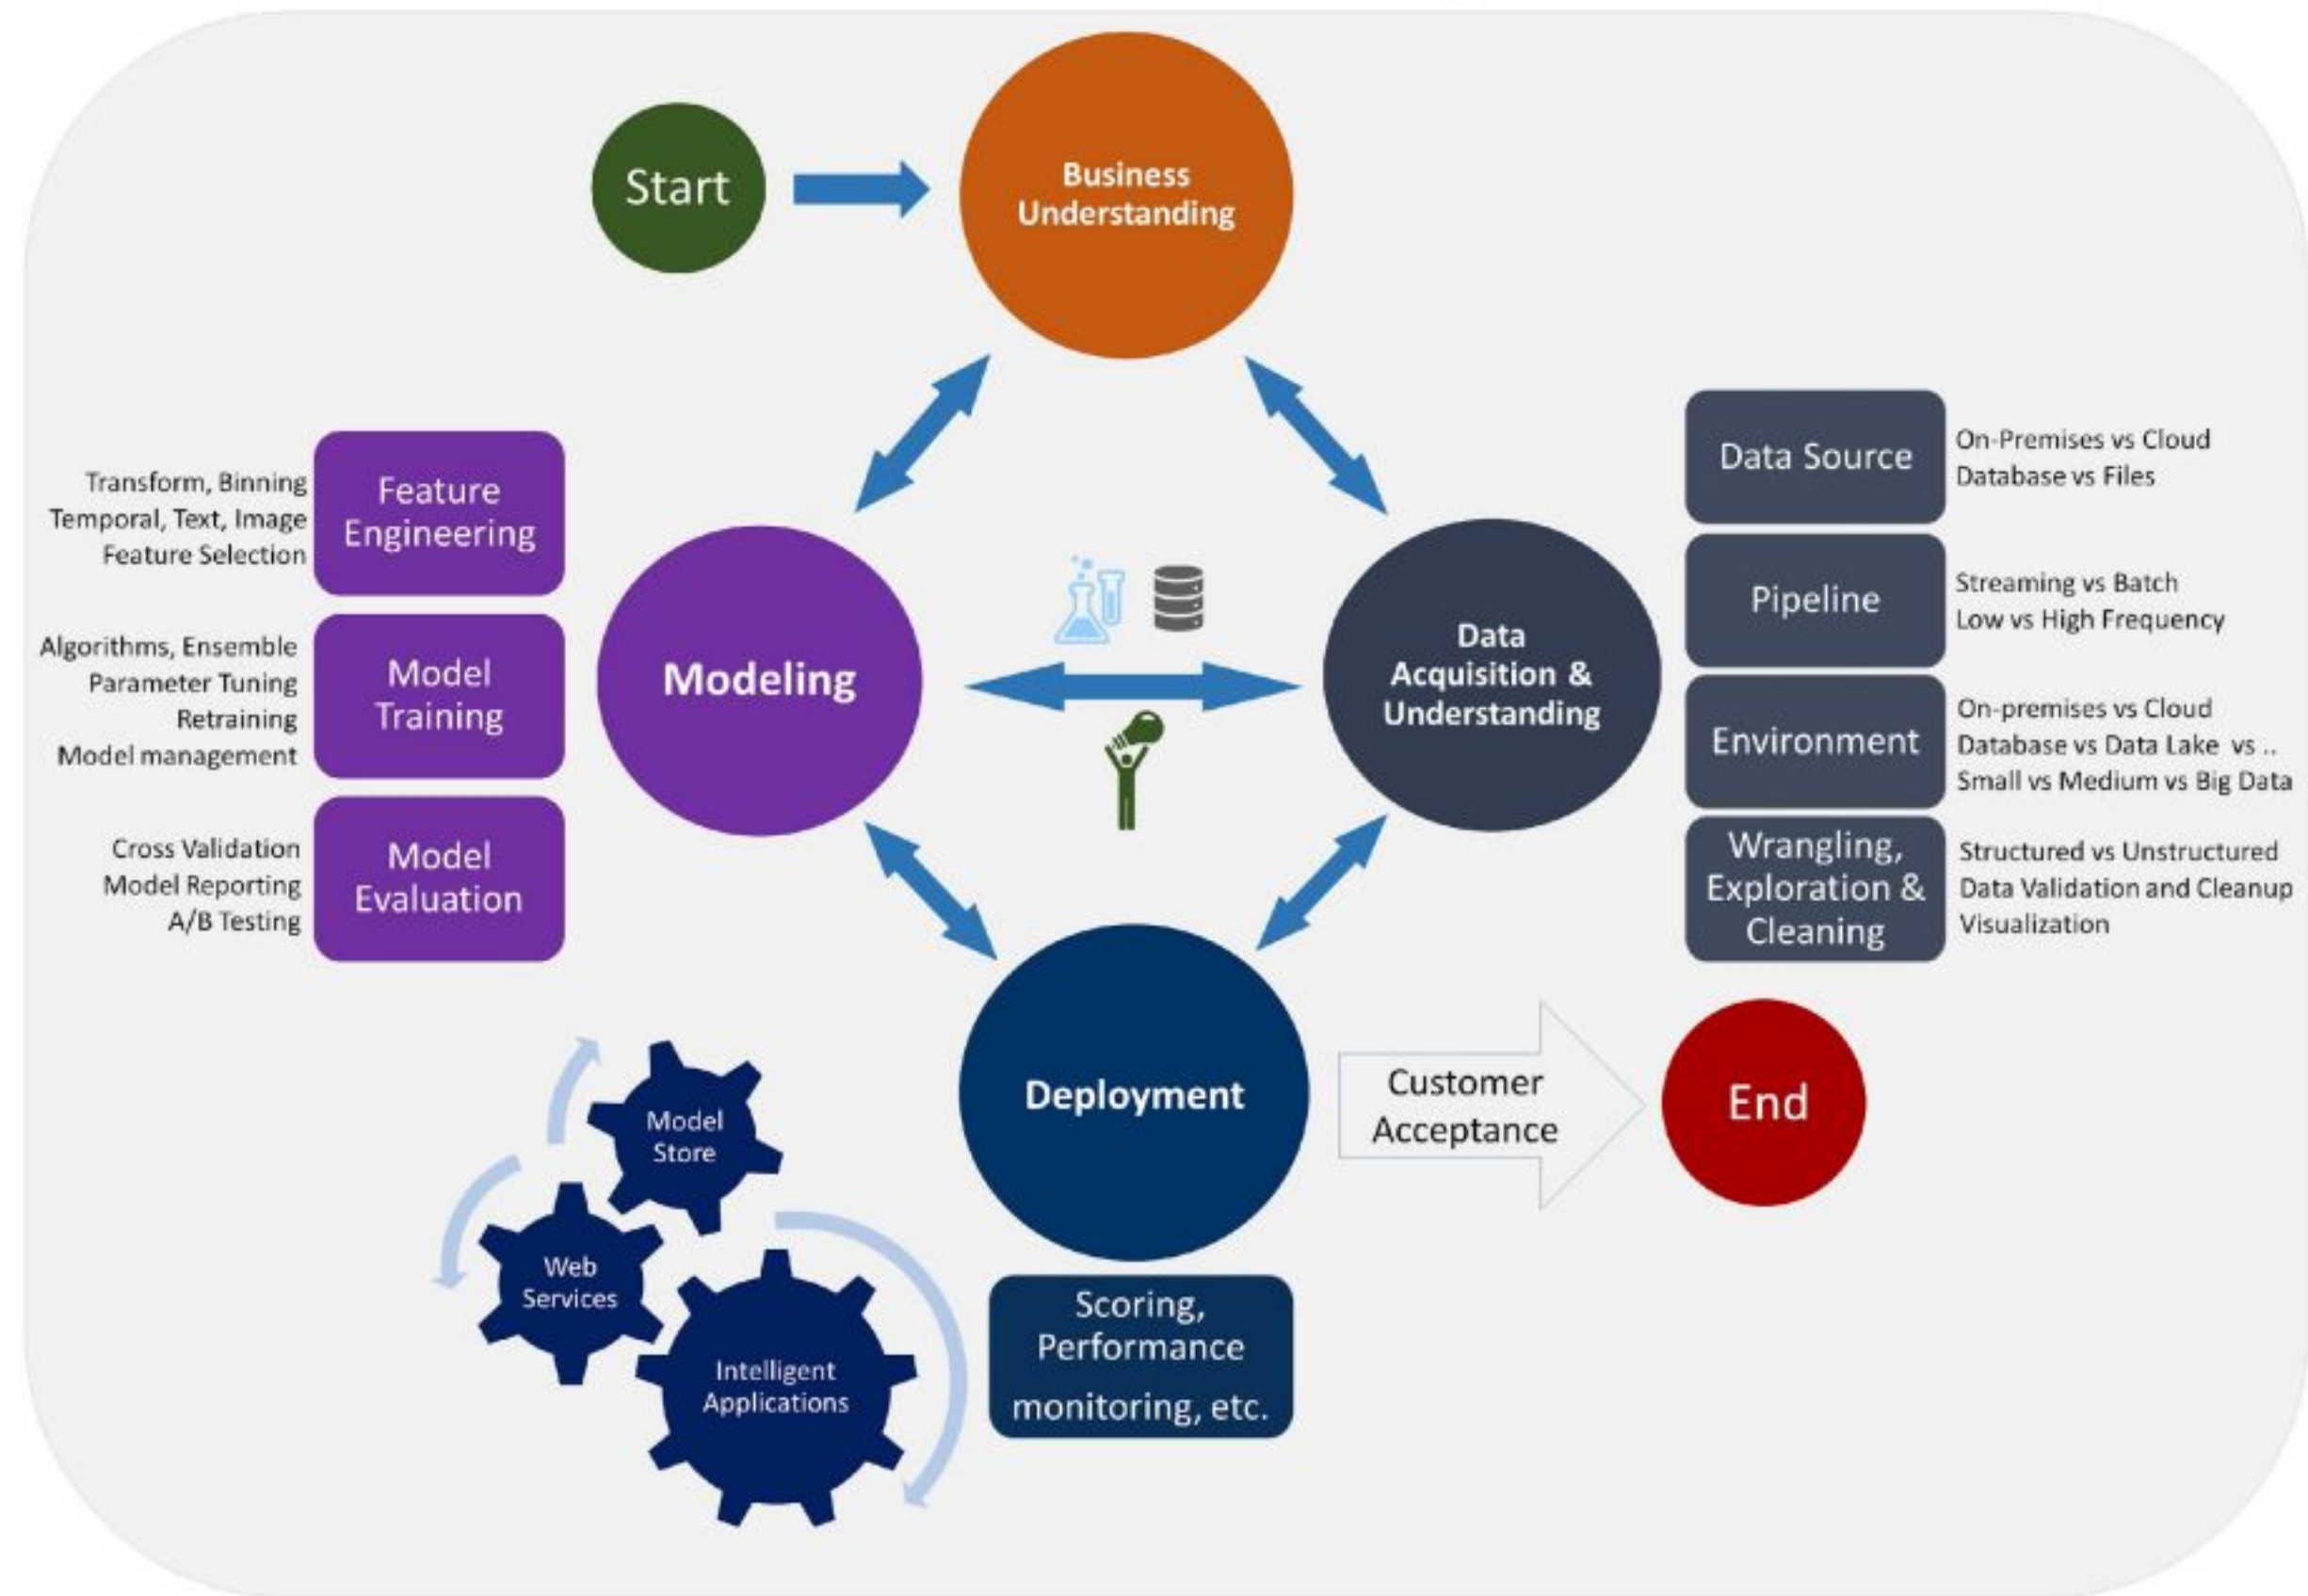 Start
Business
Understanding
Transform, Binning
Temporal, Text, Image
Feature Selection
Feature
Engineering
Algorithms, Ensemble
Parameter Tuning
Retraining
Model management
Model
Training
Cross Validation
Model Reporting
A/B Testing
Model
Evaluation
Modeling
Data
Acquisition &
Understanding
Data Source
On-Premises vs Cloud
Database vs Files
Pipeline
Streaming vs Batch
Low vs High Frequency
Environment
On-premises vs Cloud
Database vs Data Lake vs ..
Small vs Medium vs Big Data
Wrangling,
Exploration &
Cleaning
Structured vs Unstructured
Data Validation and Cleanup
Visualization
Deployment
Customer
Acceptance
End
Model
Store
Web
Services
Intelligent
Applications
Scoring,
Performance
monitoring, etc.